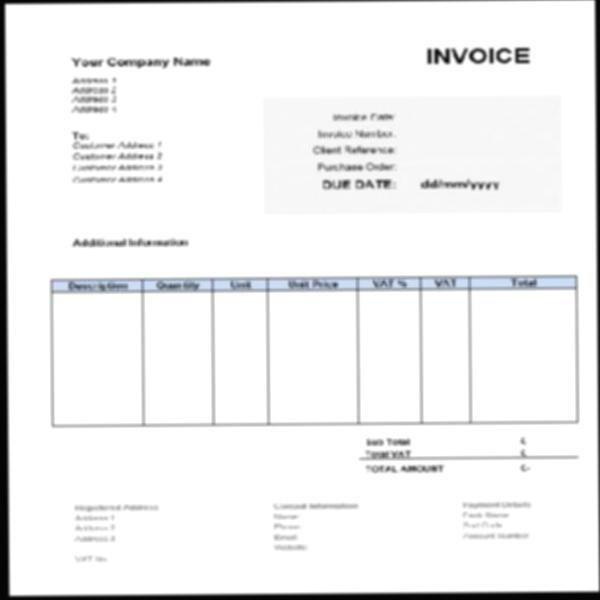 Your Company Name
INVOICE
Address 1
Address 2
Address 3
Address 4
Invoice Date:
Invoice Number:
Client Reference:
Purchase Order:
DUE DATE: dd/mm/yyyy
To:
Customer Address 1
Customer Address 2
Customer Address 3
Customer Address 4
Additional Information
Description Quantity Unit Unit Price VAT % VAT Total
Sub Total £
Total VAT £
TOTAL AMOUNT £-
Registered Address
Address 1
Address 2
Address 3
VAT No.
Contact Information
Name
Phone
Email
Website
Payment Details
Bank Name
Sort Code
Account Number